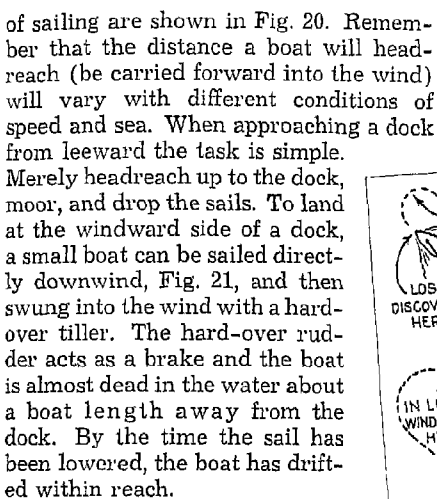 of sailing are shown in Fig. 20. Remem-
ber that the distance a boat will head-
reach (be carried forward into the wind)
will vary with different conditions of
speed and sea. When approaching a dock
from leeward the task is simple.
Merely headreach up to the dock,
moor, and drop the sails. To land
at the windward side of a dock,
a small boat can be sailed direct-
ly downwind, Fig. 21, and then
swung into the wind with a hard-
over tiller. The hard-over rud-
der acts as a brake and the boat
is almost dead in the water about
a boat length away from the
dock. By the time the sail has
been lowered, the boat has drift-
ed within reach.
LOS
DISCOV
HER
IN L
WIND
H